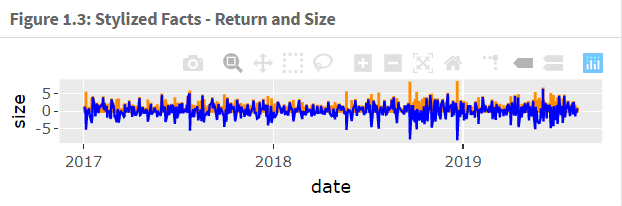 Figure 1.3: Stylized Facts - Return and Size
size
5
0
−5
2017
2018
2019
date